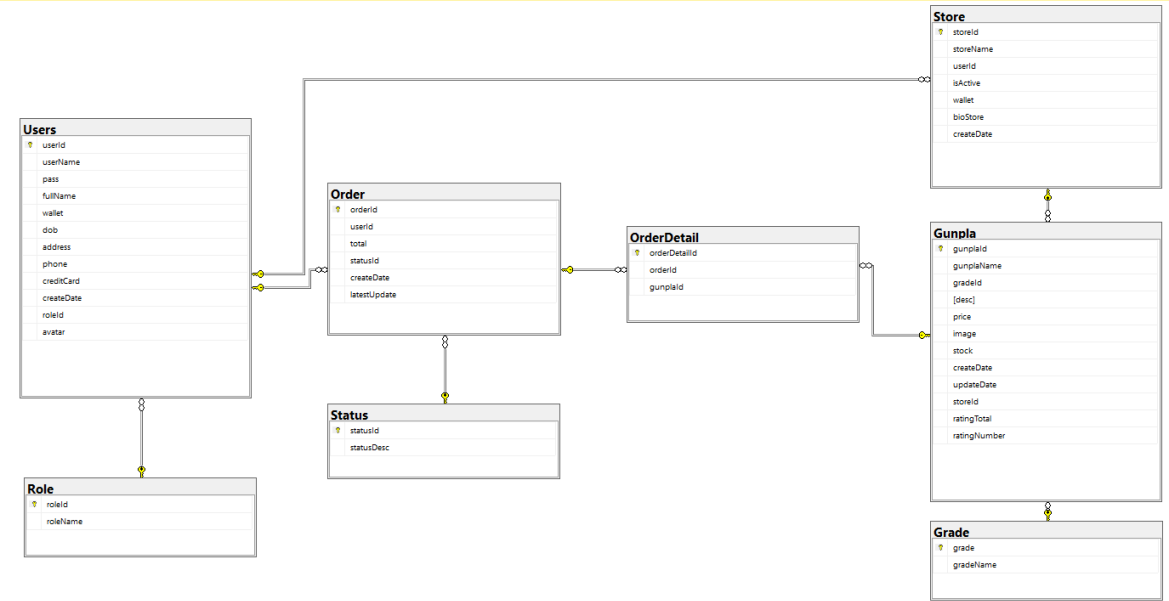 Store
storeId
storeName
userId
isActive
wallet
bioStore
createDate
Users
userId
userName
pass
fullName
wallet
dob
address
phone
creditCard
createDate
roleId
avatar
Order
orderId
userId
total
statusId
createDate
latestUpdate
OrderDetail
orderDetailId
orderId
gunplaId
Gunpla
gunplaId
gunplaName
gradeId
[desc]
price
image
stock
createDate
updateDate
storeId
ratingTotal
ratingNumber
Status
statusId
statusDesc
Role
roleId
roleName
Grade
grade
gradeName